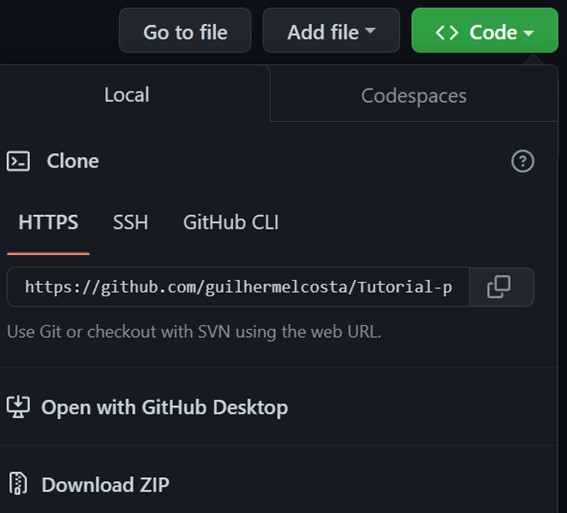 Go to file Add file <> Code
Local Codespaces
Clone
HTTPS SSH GitHub CLI
https://github.com/guilhermelcosta/Tutorial-p
Use Git or checkout with SVN using the web URL.
Open with GitHub Desktop
Download ZIP